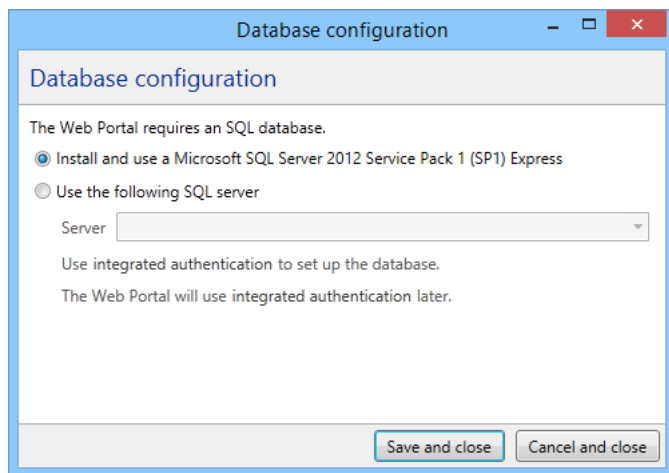 Database configuration
Database configuration
The Web Portal requires an SQL database.
Install and use a Microsoft SQL Server 2012 Service Pack 1 (SP1) Express
Use the following SQL server
Server
Use integrated authentication to set up the database.
The Web Portal will use integrated authentication later.
Save and close
Cancel and close